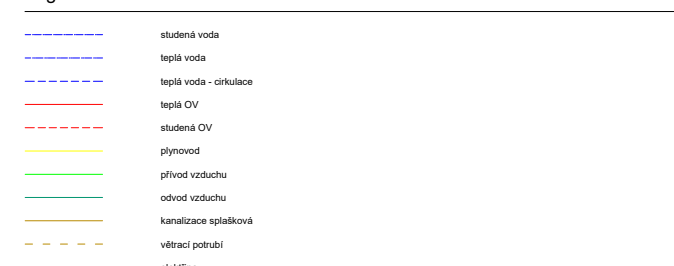 studená voda
teplá voda
teplá voda - cirkulace
teplá OV
studená OV
plynovod
přívod vzduchu
odvod vzduchu
kanalizace splašková
větrací potrubí